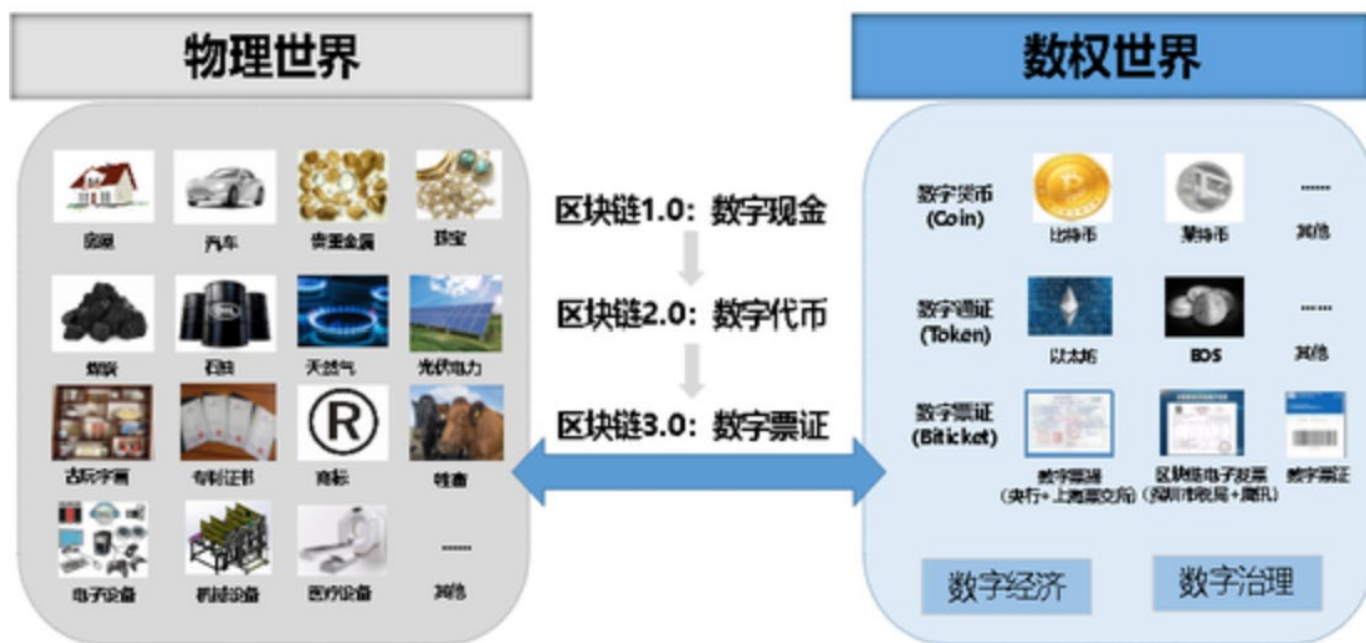 物理世界
数权世界
房屋
汽车
贵重金属
珠宝
煤炭
石油
天然气
光伏电力
古玩字画
专利证书
®
商标
牲畜
电子设备
机械设备
医疗设备
......
其他
区块链1.0：数字现金
区块链2.0：数字代币
区块链3.0：数字票证
数字货币
(Coin)
比特币
莱特币
......
其他
数字通证
(Token)
以太坊
EOS
......
其他
数字票证
(Biticket)
数字票据
（央行+上海票交所）
区块链电子发票
（深圳市税局+腾讯）
数字票证
数字经济
数字治理